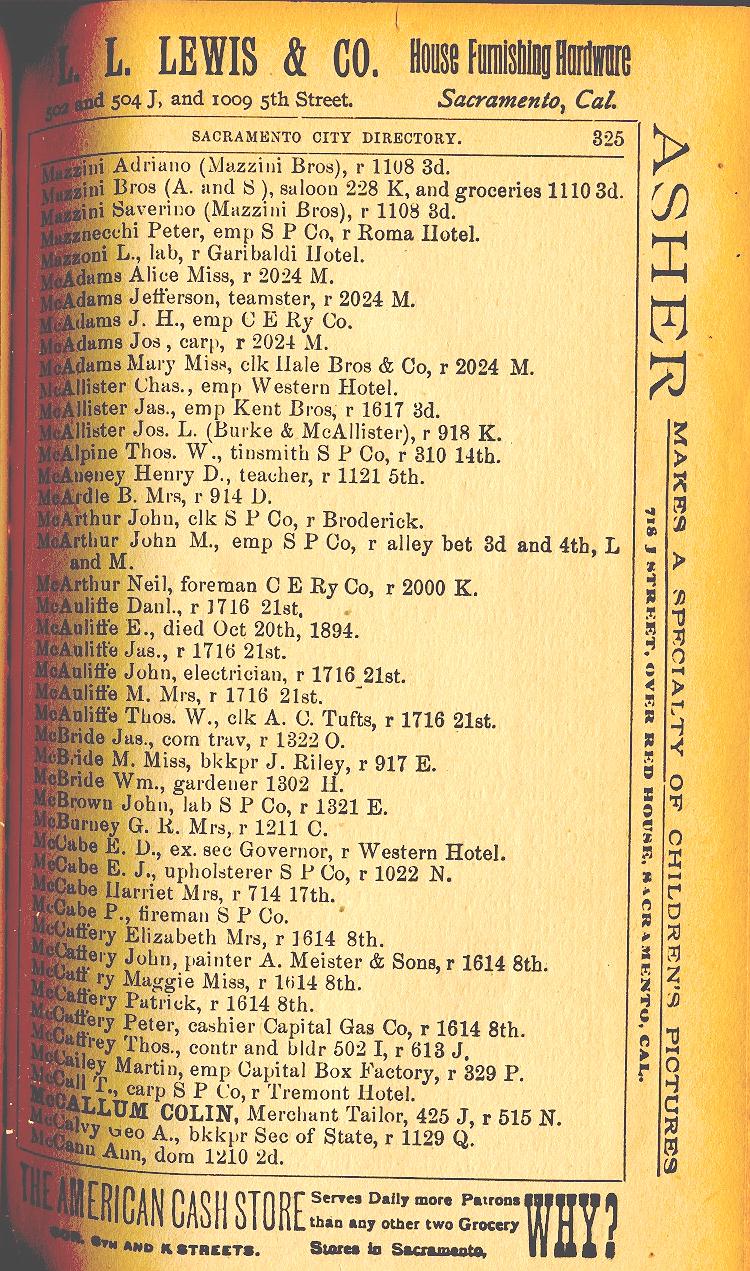 L. L. LEWIS & CO. House Furnishing Hardware
502 and 504 J, and 1009 5th Street. Sacramento, Cal.
SACRAMENTO CITY DIRECTORY. 325
Mazzini Adriano (Mazzini Bros), r 1108 3d.
Mazzini Bros (A. and S ), saloon 228 K, and groceries 1110 3d.
Mazzini Saverino (Mazzini Bros), r 1108 3d.
Mazznecchi Peter, emp S P Co, r Roma Hotel.
Mazzoni L., lab, r Garibaldi Hotel.
McAdams Alice Miss, r 2024 M.
McAdams Jefferson, teamster, r 2024 M.
McAdams J. H., emp C E Ry Co.
McAdams Jos , carp, r 2024 M.
McAdams Mary Miss, clk Hale Bros & Co, r 2024 M.
McAllister Chas., emp Western Hotel.
McAllister Jas., emp Kent Bros, r 1617 3d.
McAllister Jos. L. (Burke & McAllister), r 918 K.
McAlpine Thos. W., tinsmith S P Co, r 310 14th.
McAneney Henry D., teacher, r 1121 5th.
McArdle B. Mrs, r 914 D.
McArthur John, clk S P Co, r Broderick.
McArthur John M., emp S P Co, r alley bet 3d and 4th, L
and M.
McArthur Neil, foreman C E Ry Co, r 2000 K.
McAuliffe Danl., r 1716 21st.
McAuliffe E., died Oct 20th, 1894.
McAuliffe Jas., r 1716 21st.
McAuliffe John, electrician, r 1716 21st.
McAuliffe M. Mrs, r 1716 21st.
McAuliffe Thos. W., clk A. C. Tufts, r 1716 21st.
McBride Jas., com trav, r 1322 O.
McBride M. Miss, bkkpr J. Riley, r 917 E.
McBride Wm., gardener 1302 H.
McBrown John, lab S P Co, r 1321 E.
McBurney G. R. Mrs, r 1211 C.
McCabe E. D., ex. sec Governor, r Western Hotel.
McCabe E. J., upholsterer S P Co, r 1022 N.
McCabe Harriet Mrs, r 714 17th.
McCabe P., fireman S P Co.
McCaffery Elizabeth Mrs, r 1614 8th.
McCaffery John, painter A. Meister & Sons, r 1614 8th.
McCaff ry Maggie Miss, r 1614 8th.
McCaffery Patrick, r 1614 8th.
McCaffery Peter, cashier Capital Gas Co, r 1614 8th.
McCaffrey Thos., contr and bldr 502 I, r 613 J.
McCailey Martin, emp Capital Box Factory, r 329 P.
McCall T., carp S P Co, r Tremont Hotel.
McCALLUM COLIN, Merchant Tailor, 425 J, r 515 N.
McCalvy Geo A., bkkpr Sec of State, r 1129 Q.
McCann Ann, dom 1210 2d.
THE AMERICAN CASH STORE Serves Daily more Patrons WHY?
than any other two Grocery
COR. 8TH AND K STREETS. Stores in Sacramento,
ASHER MAKES A SPECIALTY OF CHILDREN'S PICTURES
718 J STREET, OVER RED HOUSE, SACRAMENTO, CAL.